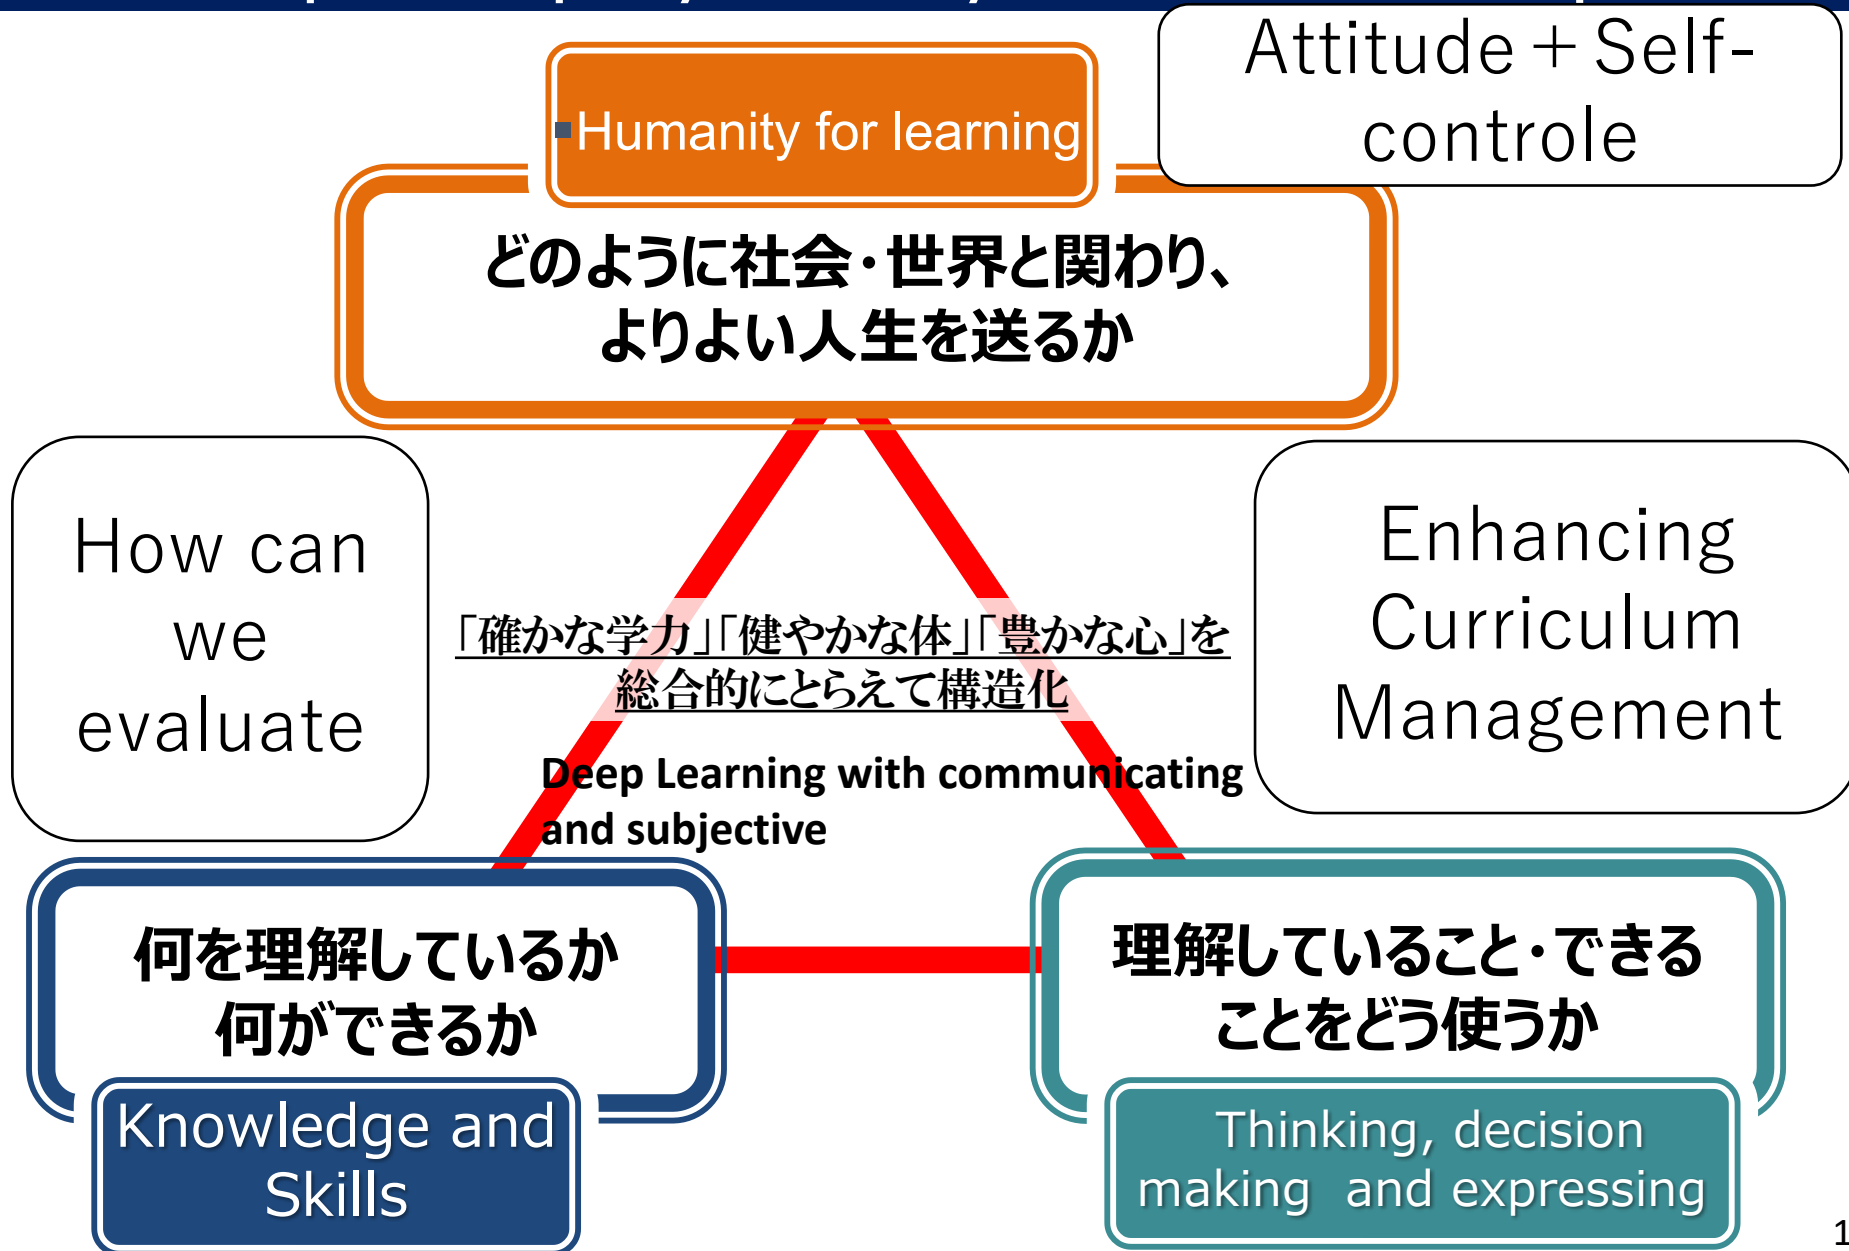 Humanity for learning
Attitude＋Self-
controle
どのように社会・世界と関わり、
よりよい人生を送るか
How can
we
evaluate
Enhancing
Curriculum
Management
「確かな学力」「健やかな体」「豊かな心」を
総合的にとらえて構造化
Deep Learning with communicating
and subjective
何を理解しているか
何ができるか
理解していること・できる
ことをどう使うか
Knowledge and
Skills
Thinking, decision
making and expressing
1